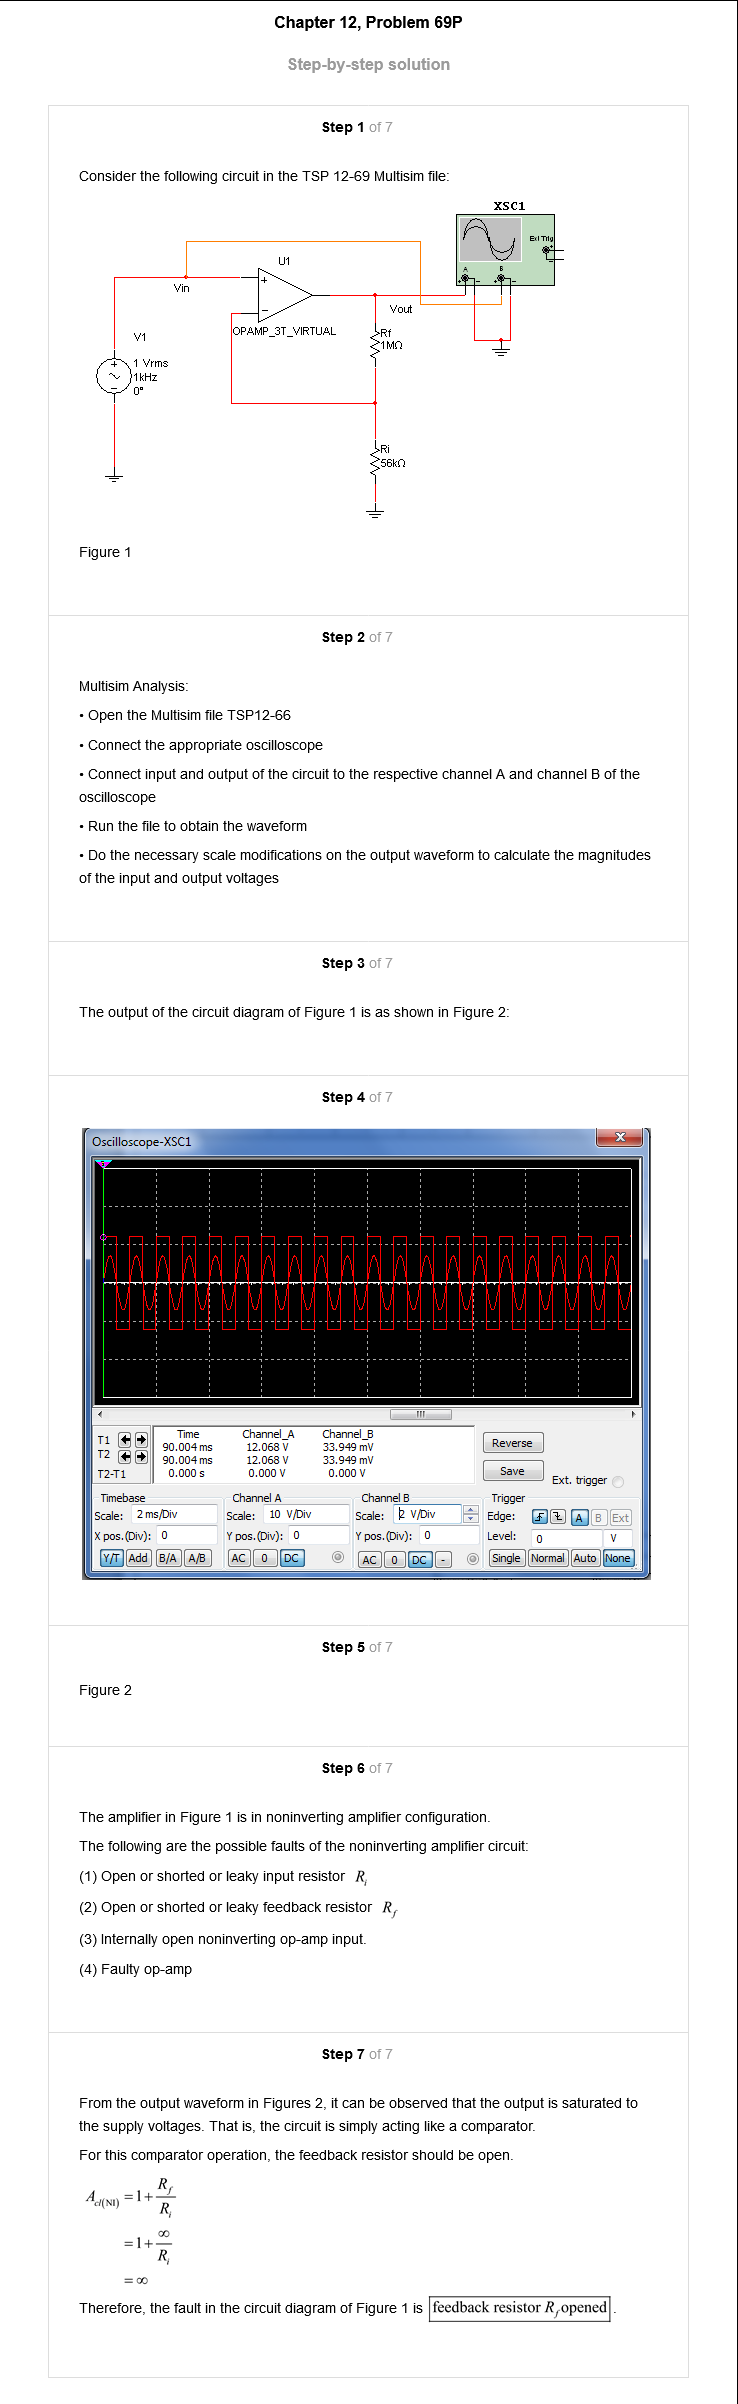 Chapter 12, Problem 69P
Step-by-step solution
Step 1 of 7
Consider the following circuit in the TSP 12-69 Multisim file:
XSC1
Ext Trig
A
B
U1
Vin
Vout
OPAMP_3T_VIRTUAL
Rf
1MΩ
V1
1 Vrms
1kHz
0°
Ri
56kΩ
Figure 1
Step 2 of 7
Multisim Analysis:
• Open the Multisim file TSP12-66
• Connect the appropriate oscilloscope
• Connect input and output of the circuit to the respective channel A and channel B of the
oscilloscope
• Run the file to obtain the waveform
• Do the necessary scale modifications on the output waveform to calculate the magnitudes
of the input and output voltages
Step 3 of 7
The output of the circuit diagram of Figure 1 is as shown in Figure 2:
Step 4 of 7
Oscilloscope-XSC1
Time Channel_A Channel_B
T1 90.004 ms 12.068 V 33.949 mV
T2 90.004 ms 12.068 V 33.949 mV
T2-T1 0.000 s 0.000 V 0.000 V
Reverse
Save
Ext. trigger
Timebase Channel A Channel B Trigger
Scale: 2 ms/Div Scale: 10 V/Div Scale: 2 V/Div Edge: A B Ext
X pos.(Div): 0 Y pos.(Div): 0 Y pos.(Div): 0 Level: 0 V
Y/T Add B/A A/B AC 0 DC AC 0 DC - Single Normal Auto None
Step 5 of 7
Figure 2
Step 6 of 7
The amplifier in Figure 1 is in noninverting amplifier configuration.
The following are the possible faults of the noninverting amplifier circuit:
(1) Open or shorted or leaky input resistor R_i
(2) Open or shorted or leaky feedback resistor R_f
(3) Internally open noninverting op-amp input.
(4) Faulty op-amp
Step 7 of 7
From the output waveform in Figures 2, it can be observed that the output is saturated to
the supply voltages. That is, the circuit is simply acting like a comparator.
For this comparator operation, the feedback resistor should be open.
A_cl(NI) = 1 + R_f / R_i
= 1 + ∞ / R_i
= ∞
Therefore, the fault in the circuit diagram of Figure 1 is feedback resistor R_f opened .